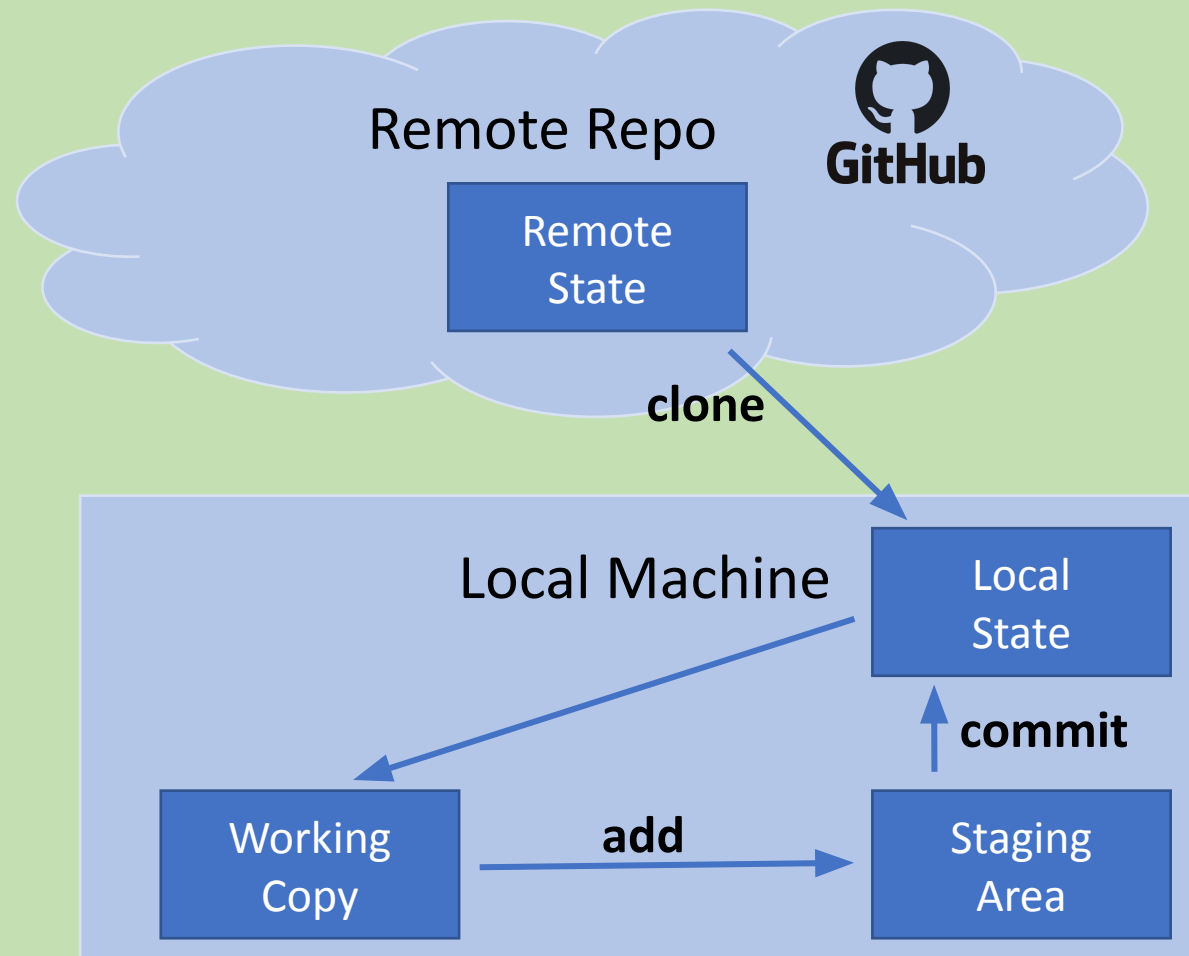 Remote Repo
GitHub
Remote
State
clone
Local Machine
Local
State
commit
Working
Copy
add
Staging
Area